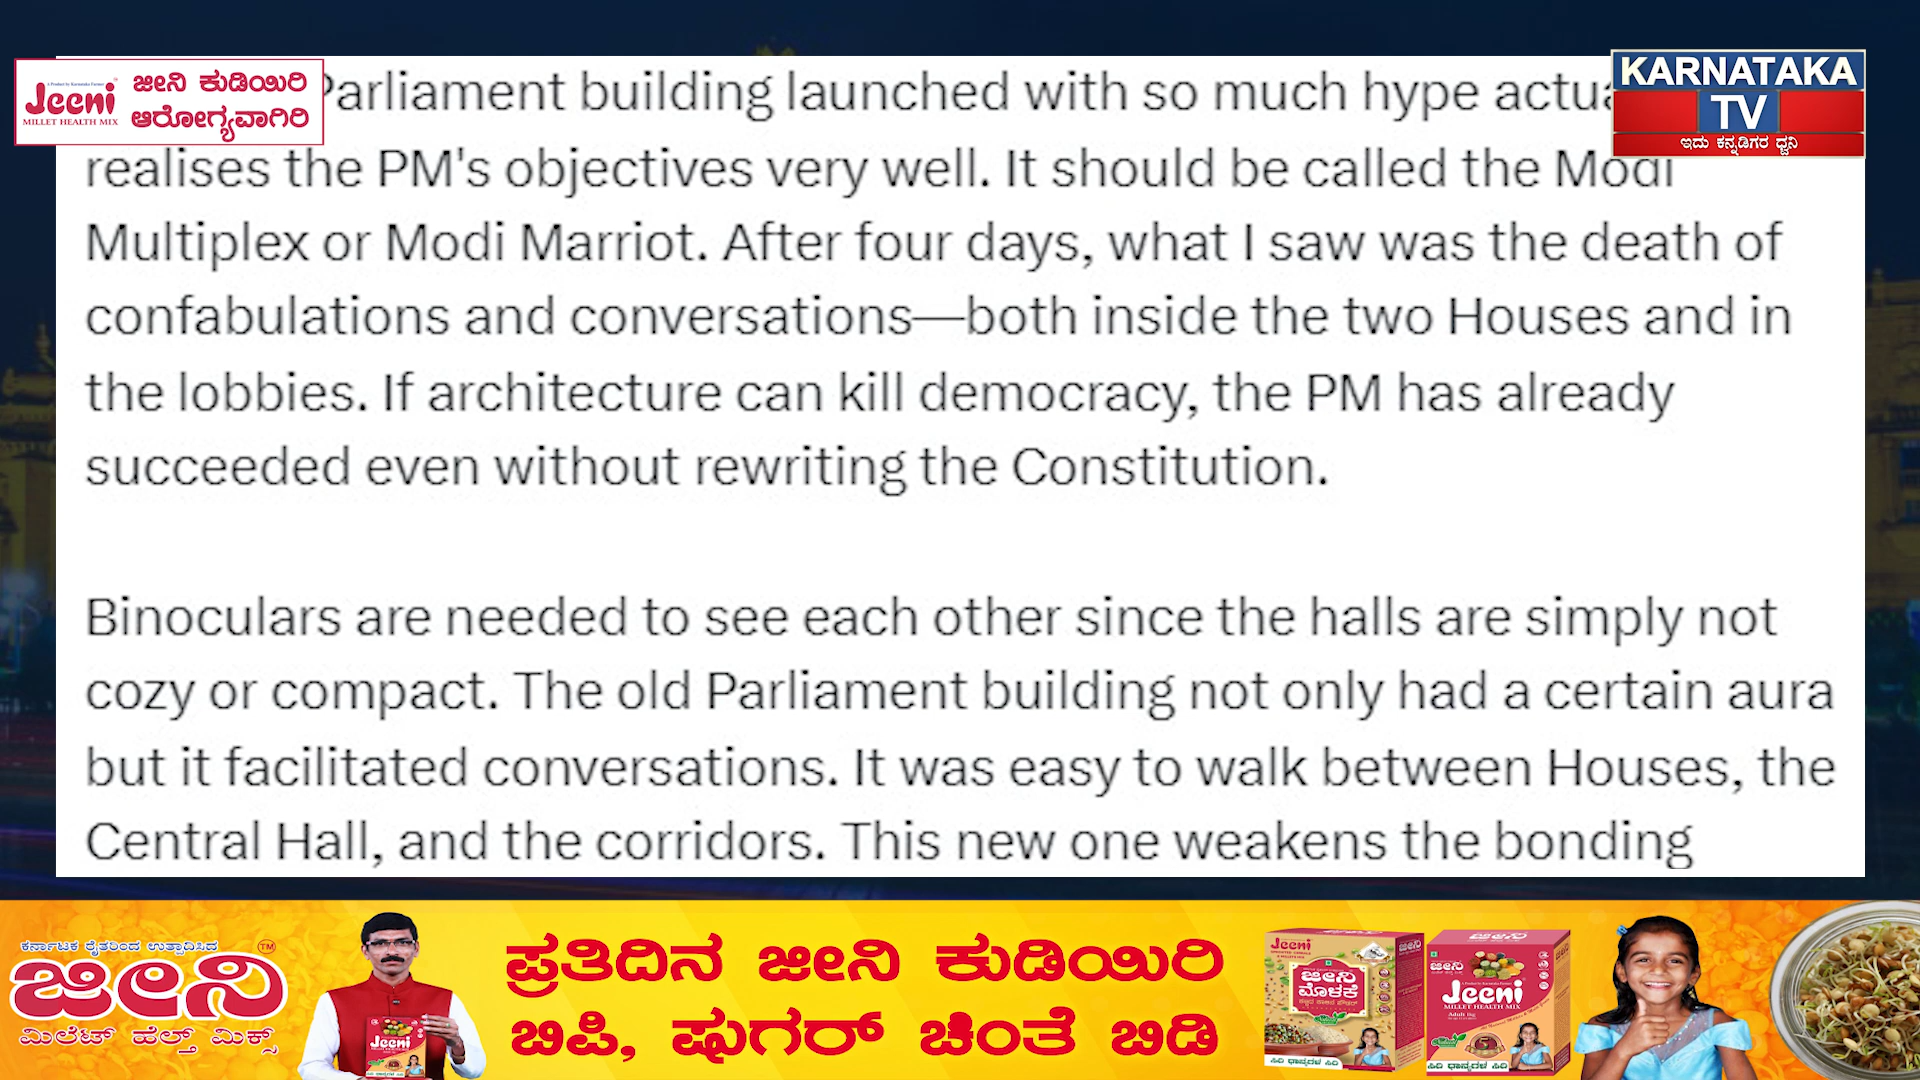 Jeeni
MILLET HEALTH MIX
ಜೀನಿ ಕುಡಿಯಿರಿ
ಆರೋಗ್ಯವಾಗಿರಿ
KARNATAKA
TV
ಇದು ಕನ್ನಡಿಗರ ಧ್ವನಿ
Parliament building launched with so much hype
realises the PM's objectives very well. It should be called the Modi
Multiplex or Modi Marriot. After four days, what I saw was the death of
confabulations and conversations—both inside the two Houses and in
the lobbies. If architecture can kill democracy, the PM has already
succeeded even without rewriting the Constitution.
Binoculars are needed to see each other since the halls are simply not
cozy or compact. The old Parliament building not only had a certain aura
but it facilitated conversations. It was easy to walk between Houses, the
Central Hall, and the corridors. This new one weakens the bonding
ಕರ್ನಾಟಕ ರೈತರಿಂದ ಉತ್ಪಾದಿಸಿದ
TM
ಜೀನಿ
ಮಿಲೆಟ್ ಹೆಲ್ತ್ ಮಿಕ್ಸ್
ಪ್ರತಿದಿನ ಜೀನಿ ಕುಡಿಯಿರಿ
ಬಿಪಿ, ಷುಗರ್ ಚಿಂತೆ ಬಿಡಿ
Jeeni
Jeeni
ಜೀನಿ
ಮೊಳಕೆ
ಜೀನಿ
Jeeni
MILLET HEALTH MIX
ಸಿರಿ ಧಾನ್ಯಗಳ ಸಿರಿ
ಸಿರಿ ಧಾನ್ಯಗಳ ಸಿರಿ